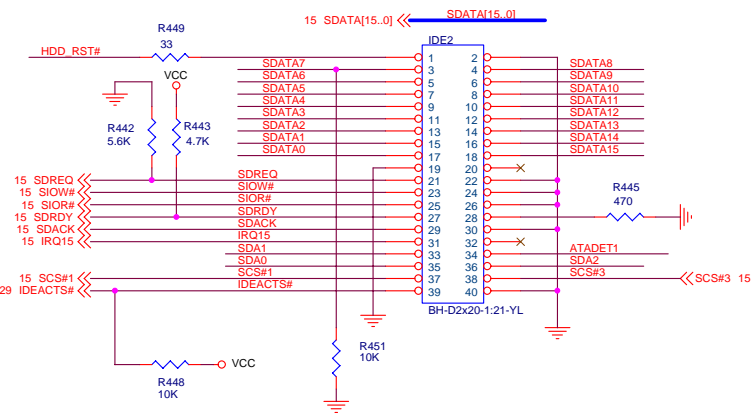 15 SDATA[15..0] SDATA[15..0]
R449
33
HDD_RST#
IDE2
VCC
1 2
SDATA7 3 4 SDATA8
SDATA6 5 6 SDATA9
SDATA5 7 8 SDATA10
SDATA4 9 10 SDATA11
SDATA3 11 12 SDATA12
SDATA2 13 14 SDATA13
SDATA1 15 16 SDATA14
SDATA0 17 18 SDATA15
R442
5.6K
R443
4.7K
19 20
15 SDREQ SDREQ 21 22
15 SIOW# SIOW# 23 24
15 SIOR# SIOR# 25 26
15 SDRDY SDRDY 27 28
R445
470
15 SDACK SDACK 29 30
15 IRQ15 IRQ15 31 32
SDA1 33 34 ATADET1
SDA0 35 36 SDA2
15 SCS#1 SCS#1 37 38 SCS#3 SCS#3 15
29 IDEACTS# IDEACTS# 39 40
BH-D2x20-1:21-YL
R451
10K
VCC
R448
10K